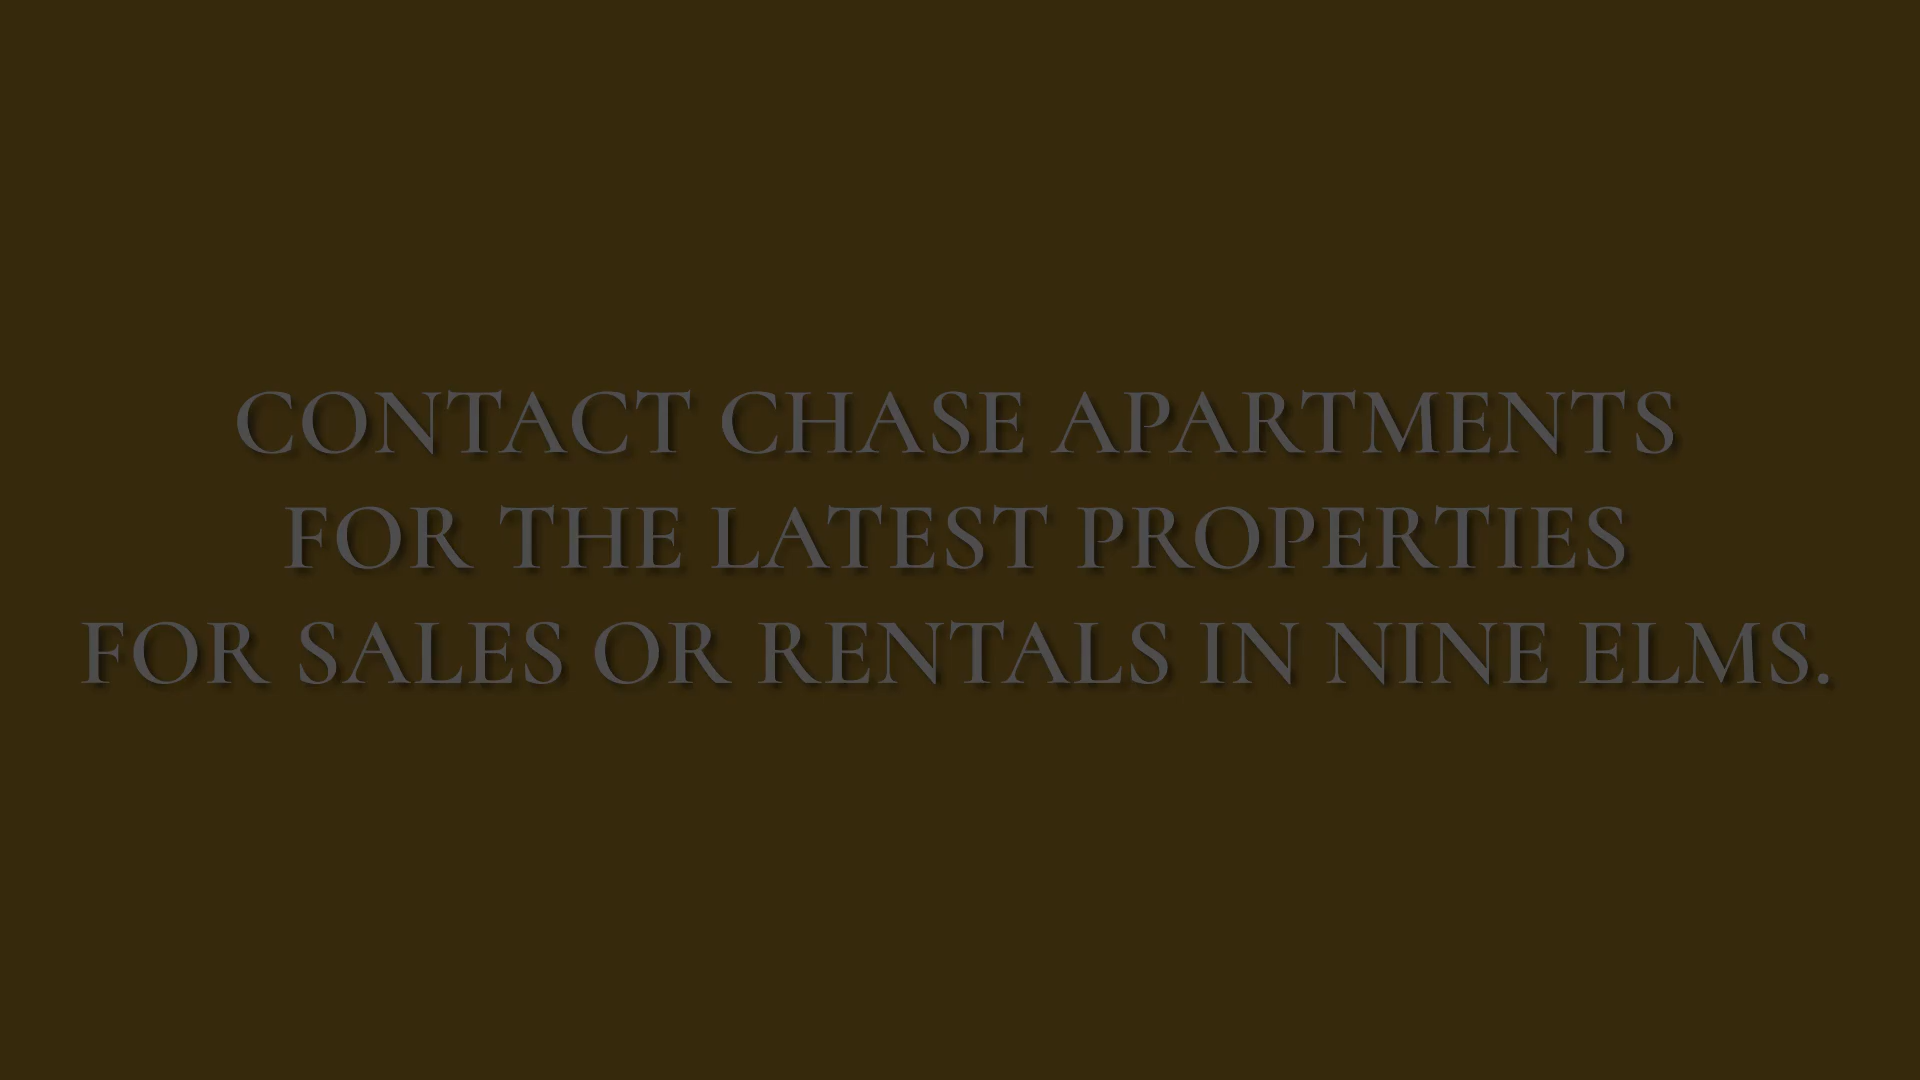 CONTACT CHASE APARTMENTS
FOR THE LATEST PROPERTIES
FOR SALES OR RENTALS IN NINE ELMS.